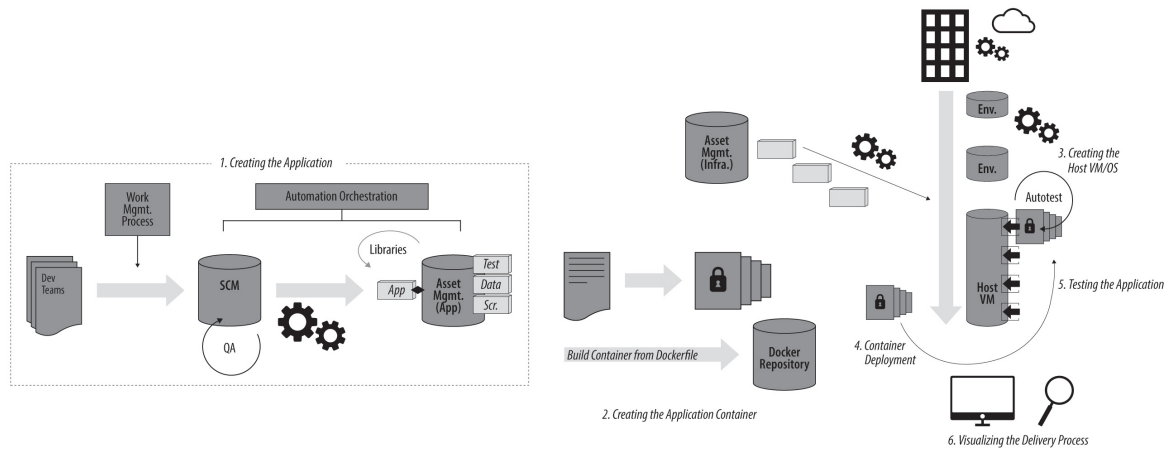 1. Creating the Application
Work
Mgmt.
Process
Automation Orchestration
Dev
Teams
SCM
QA
Libraries
App
Asset
Mgmt.
(App)
Test
Data
Scr.
Asset
Mgmt.
(Infra.)
Build Container from Dockerfile
Docker
Repository
2. Creating the Application Container
Env.
Env.
3. Creating the
Host VM/OS
Autotest
Host
VM
4. Container
Deployment
5. Testing the Application
6. Visualizing the Delivery Process